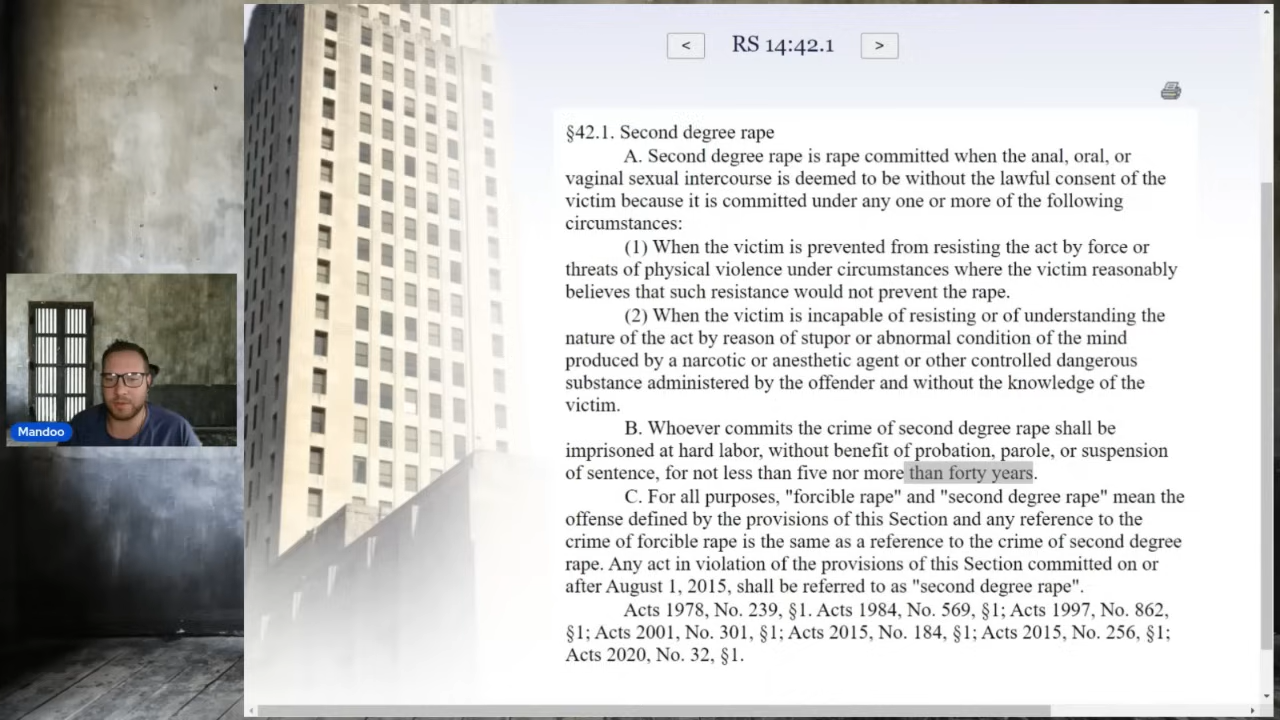 < RS 14:42.1 >
§42.1. Second degree rape
A. Second degree rape is rape committed when the anal, oral, or
vaginal sexual intercourse is deemed to be without the lawful consent of the
victim because it is committed under any one or more of the following
circumstances:
(1) When the victim is prevented from resisting the act by force or
threats of physical violence under circumstances where the victim reasonably
believes that such resistance would not prevent the rape.
(2) When the victim is incapable of resisting or of understanding the
nature of the act by reason of stupor or abnormal condition of the mind
produced by a narcotic or anesthetic agent or other controlled dangerous
substance administered by the offender and without the knowledge of the
victim.
B. Whoever commits the crime of second degree rape shall be
imprisoned at hard labor, without benefit of probation, parole, or suspension
of sentence, for not less than five nor more than forty years.
C. For all purposes, "forcible rape" and "second degree rape" mean the
offense defined by the provisions of this Section and any reference to the
crime of forcible rape is the same as a reference to the crime of second degree
rape. Any act in violation of the provisions of this Section committed on or
after August 1, 2015, shall be referred to as "second degree rape".
Acts 1978, No. 239, §1. Acts 1984, No. 569, §1; Acts 1997, No. 862,
§1; Acts 2001, No. 301, §1; Acts 2015, No. 184, §1; Acts 2015, No. 256, §1;
Acts 2020, No. 32, §1.
Mandoo